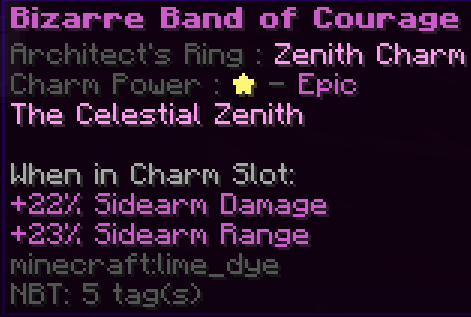 Bizarre Band of Courage
Architect's Ring : Zenith Charm
Charm Power : ★ – Epic
The Celestial Zenith
When in Charm Slot:
+22% Sidearm Damage
+23% Sidearm Range
minecraft:lime_dye
NBT: 5 tag(s)